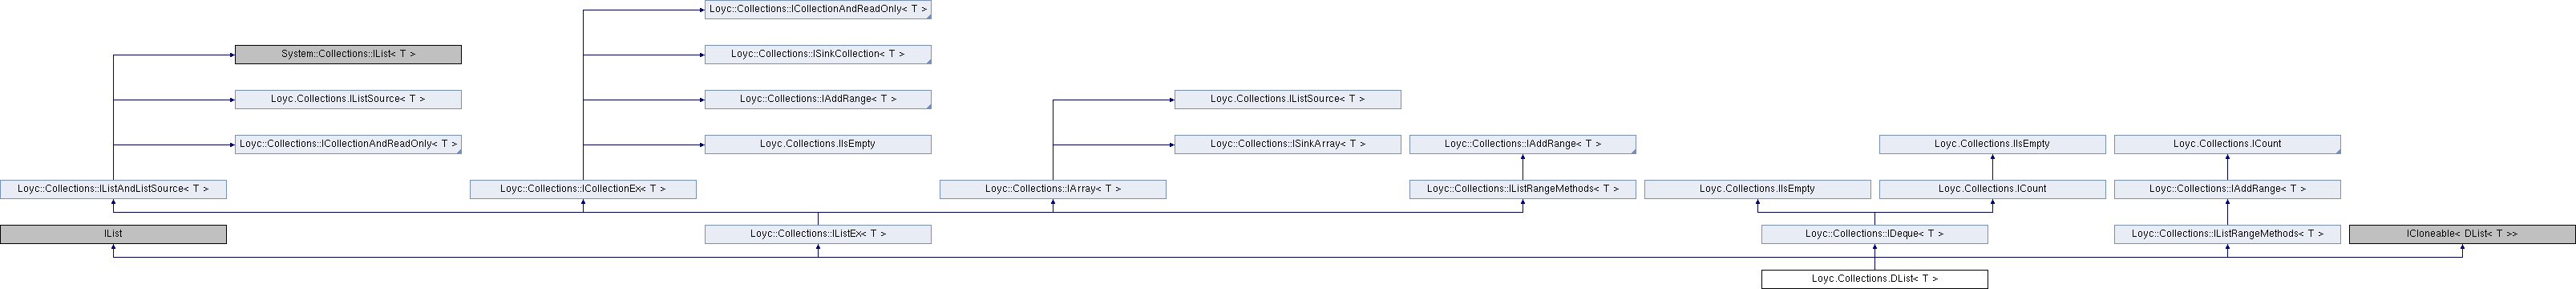 Loyc::Collections::ICollectionAndReadOnly< T >
System::Collections::IList< T >
Loyc::Collections::ISinkCollection< T >
Loyc.Collections.IListSource< T >
Loyc::Collections::IAddRange< T >
Loyc.Collections.IListSource< T >
Loyc::Collections::ICollectionAndReadOnly< T >
Loyc.Collections.IIsEmpty
Loyc::Collections::ISinkArray< T >
Loyc::Collections::IAddRange< T >
Loyc.Collections.IIsEmpty
Loyc.Collections.ICount
Loyc::Collections::IListAndListSource< T >
Loyc::Collections::ICollectionEx< T >
Loyc::Collections::IArray< T >
Loyc::Collections::IListRangeMethods< T >
Loyc.Collections.IIsEmpty
Loyc.Collections.ICount
Loyc::Collections::IAddRange< T >
IList
Loyc::Collections::IListEx< T >
Loyc::Collections::IDeque< T >
Loyc::Collections::IListRangeMethods< T >
ICloneable< DList< T >>
Loyc.Collections.DList< T >